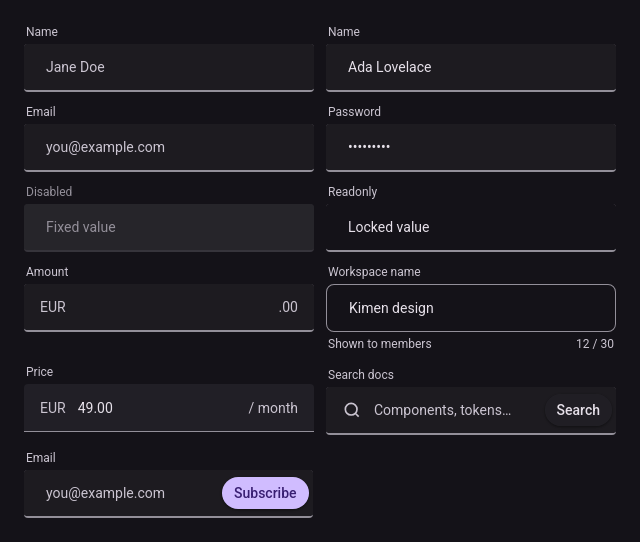 Name
Jane Doe
Name
Ada Lovelace
Email
you@example.com
Password
•••••••••
Disabled
Fixed value
Readonly
Locked value
Amount
EUR .00
Workspace name
Kimen design
Shown to members 12 / 30
Price
EUR 49.00 / month
Search docs
Components, tokens… Search
Email
you@example.com Subscribe